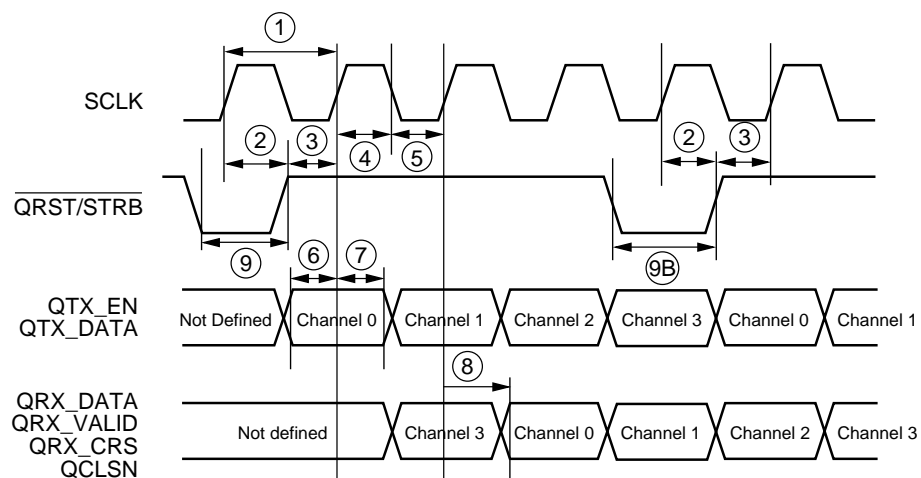 ①
SCLK
② ③ ④ ⑤ ② ③
QRST/STRB
⑨ ⑥ ⑦ ⑨B
QTX_EN
QTX_DATA
Not Defined Channel 0 Channel 1 Channel 2 Channel 3 Channel 0 Channel 1
⑧
QRX_DATA
QRX_VALID
QRX_CRS
QCLSN
Not defined Channel 3 Channel 0 Channel 1 Channel 2 Channel 3